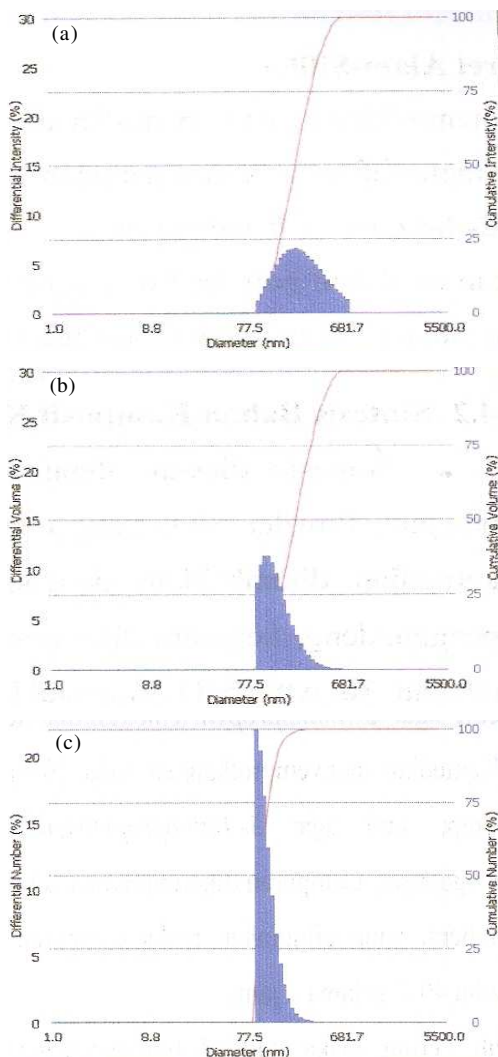 (a)
30
25
20
15
10
5
0
Differential Intensity (%)
100
75
50
25
0
Cumulative Intensity(%)
1.0 8.8 77.5 681.7 5500.0
Diameter (nm)
(b)
30
25
20
15
10
5
0
Differential Volume (%)
100
75
50
25
0
Cumulative Volume (%)
1.0 8.8 77.5 681.7 5500.0
Diameter (nm)
(c)
20
15
10
5
0
Differential Number (%)
100
75
50
25
0
Cumulative Number (%)
1.0 8.8 77.5 681.7 5500.0
Diameter (nm)